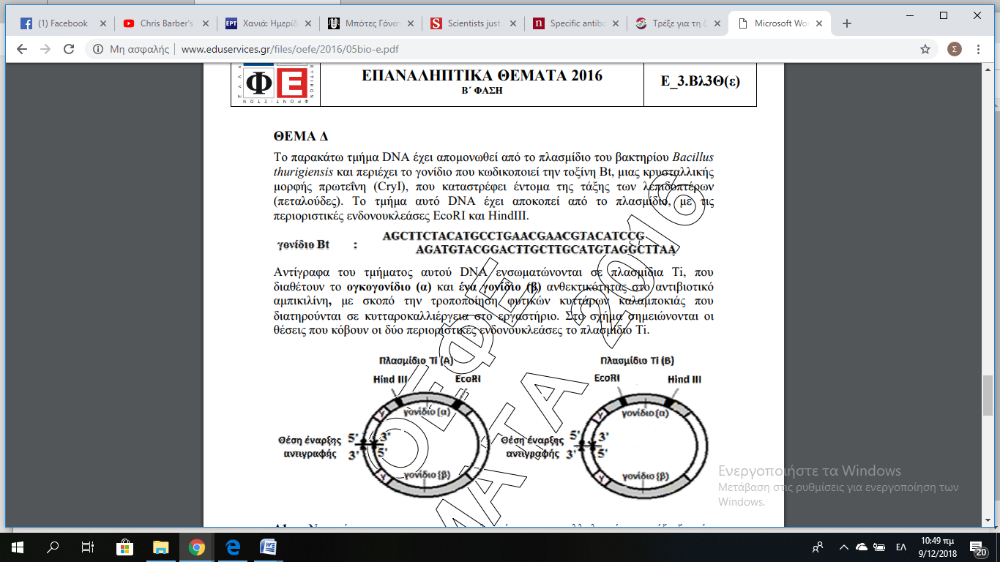 (1) Facebook
Chris Barber's
Χανιά: Ημερίδ
Μπότες Γόνατ
Scientists just
Specific antibo
Τρέξε για τη ζ
Microsoft Wor
Μη ασφαλής | www.eduservices.gr/files/oefe/2016/05bio-e.pdf
Σ
ΕΠΑΝΑΛΗΠΤΙΚΑ ΘΕΜΑΤΑ 2016
Β΄ ΦΑΣΗ
Ε_3.Βλ3Θ(ε)
Φ Ε
ΘΕΜΑ Δ
Το παρακάτω τμήμα DNA έχει απομονωθεί από το πλασμίδιο του βακτηρίου Bacillus
thurigiensis και περιέχει το γονίδιο που κωδικοποιεί την τοξίνη Bt, μιας κρυσταλλικής
μορφής πρωτεΐνη (CryI), που καταστρέφει έντομα της τάξης των λεπιδοπτέρων
(πεταλούδες). Το τμήμα αυτό DNA έχει αποκοπεί από το πλασμίδιο, με τις
περιοριστικές ενδονουκλεάσες EcoRI και HindIII.
γονίδιο Bt : AGCTTCTACATGCCTGAACGAACGTACATCCG
AGATGTACGGACTTGCTTGCATGTAGGCTTAA
Αντίγραφα του τμήματος αυτού DNA ενσωματώνονται σε πλασμίδια Ti, που
διαθέτουν το ογκογονίδιο (α) και ένα γονίδιο (β) ανθεκτικότητας στο αντιβιοτικό
αμπικιλίνη, με σκοπό την τροποποίηση φυτικών κυττάρων καλαμποκιάς που
διατηρούνται σε κυτταροκαλλιέργεια στο εργαστήριο. Στο σχήμα σημειώνονται οι
θέσεις που κόβουν οι δύο περιοριστικές ενδονουκλεάσες το πλασμίδιο Ti.
Πλασμίδιο Ti (A)
Hind III EcoRI
γονίδιο (α)
Υ
Θέση έναρξης
αντιγραφής
5' 3'
3' 5'
Υ
γονίδιο (β)
Πλασμίδιο Ti (B)
EcoRI Hind III
γονίδιο (α)
Υ
Θέση έναρξης
αντιγραφής
5' 3'
3' 5'
Υ
γονίδιο (β)
ΟΕΦΕ 2016
ΘΕΜΑΤΑ
Ενεργοποιήστε τα Windows
Μετάβαση στις ρυθμίσεις για ενεργοποίηση των
Windows.
ΕΛ
10:49 πμ
9/12/2018
20